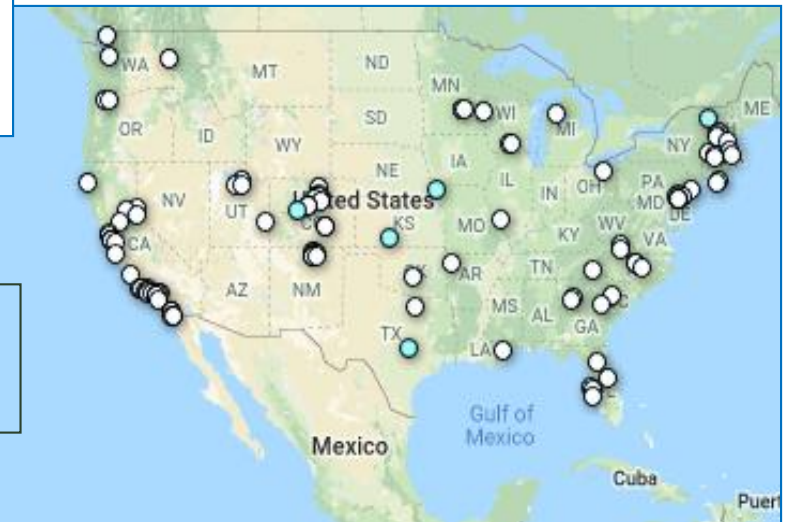 WA
MT
ND
MN
ME
OR
ID
SD
WI
MI
NY
WY
IA
NE
IL
IN
OH
PA
MD
DE
NV
UT
United States
KS
MO
WV
VA
KY
CA
AZ
NM
AR
TN
MS
AL
GA
TX
LA
Gulf of
Mexico
Mexico
Cuba
Puer